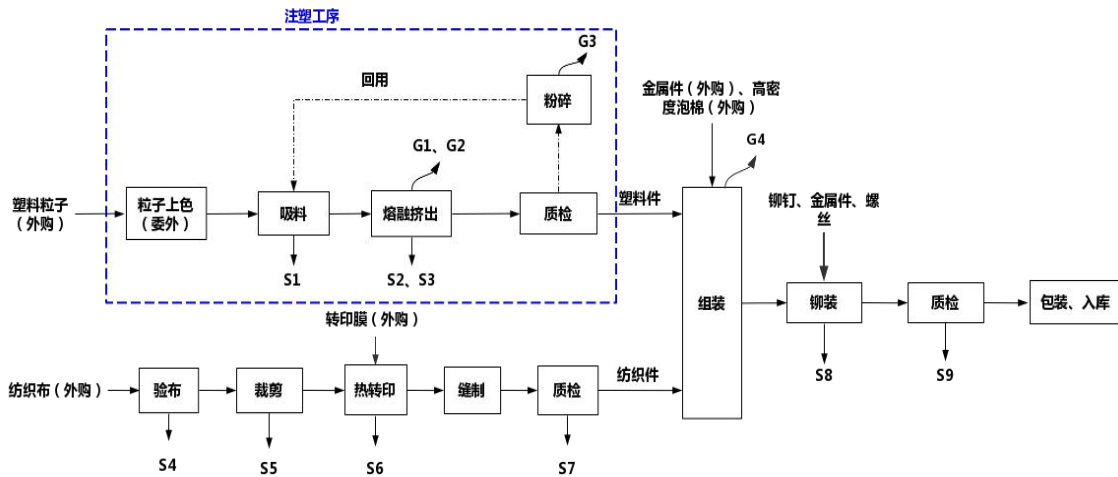 注塑工序
G3
回用
粉碎
金属件（外购）、高密
度泡棉（外购）
G1、G2
G4
塑料粒子
（外购）
粒子上色
（委外）
吸料
熔融挤出
质检
塑料件
铆钉、金属件、螺
丝
S1
S2、S3
组装
铆装
质检
包装、入库
转印膜（外购）
S8
S9
纺织布（外购）
验布
裁剪
热转印
缝制
质检
纺织件
S4
S5
S6
S7